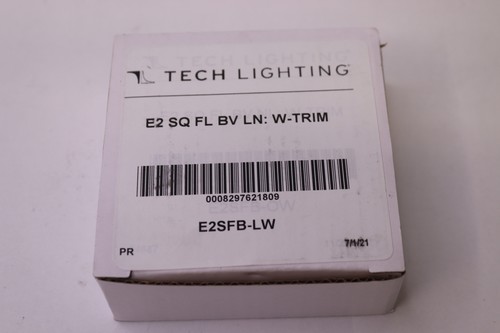 TECH LIGHTING
E2 SQ FL BV LN: W-TRIM
0008297621809
E2SFB-LW
PR
7/1/21